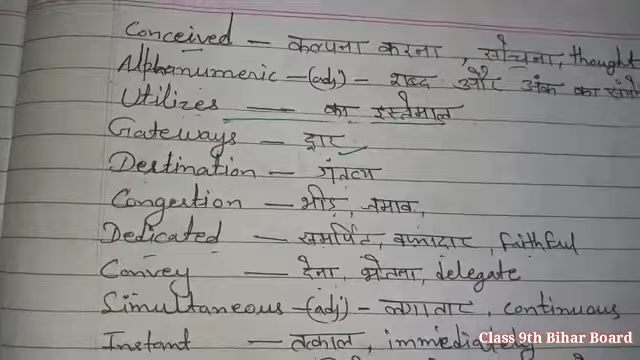 Conceived — कल्पना करना, सोचना, thought
Alphanumeric —(adj)— शब्द और अंक का
Utilizes — का इस्तेमाल
Gateways — द्वार
Destination — गंतव्य
Congestion — भीड़, जमाव,
Dedicated — समर्पित, वफादार, faithful
Convey — देना, भेजना, delegate
Simultaneous —(adj)— लगातार, continuous
Instant — तत्काल, immediately
Class 9th Bihar Board